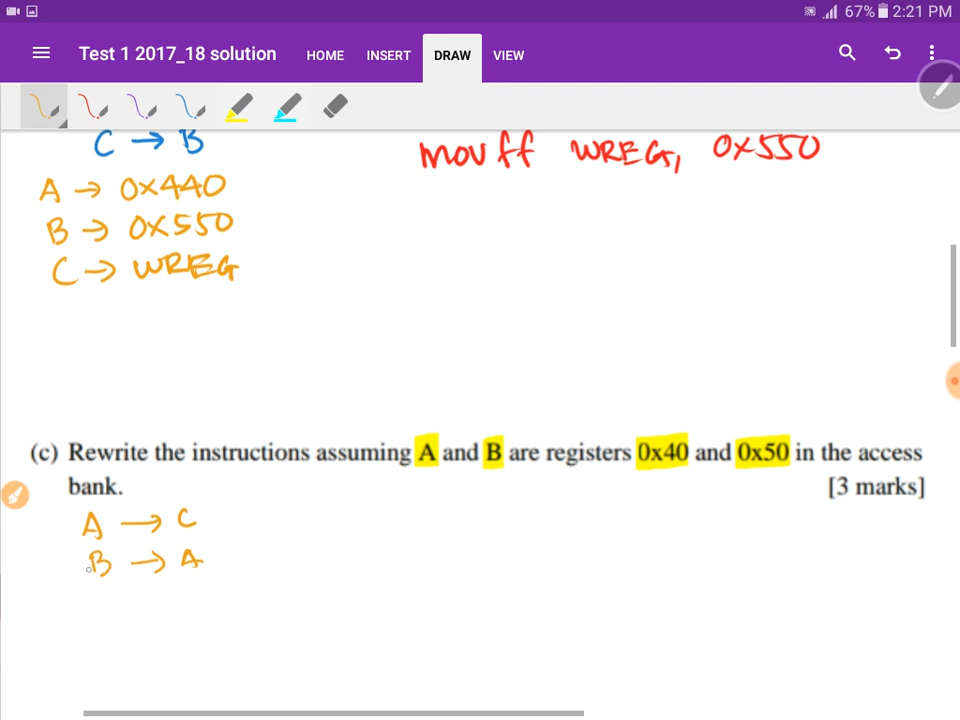 67% 2:21 PM
Test 1 2017_18 solution HOME INSERT DRAW VIEW
C → B
movff WREG, 0x550
A → 0x440
B → 0x550
C → WREG
(c) Rewrite the instructions assuming A and B are registers 0x40 and 0x50 in the access
bank. [3 marks]
A → C
B → A